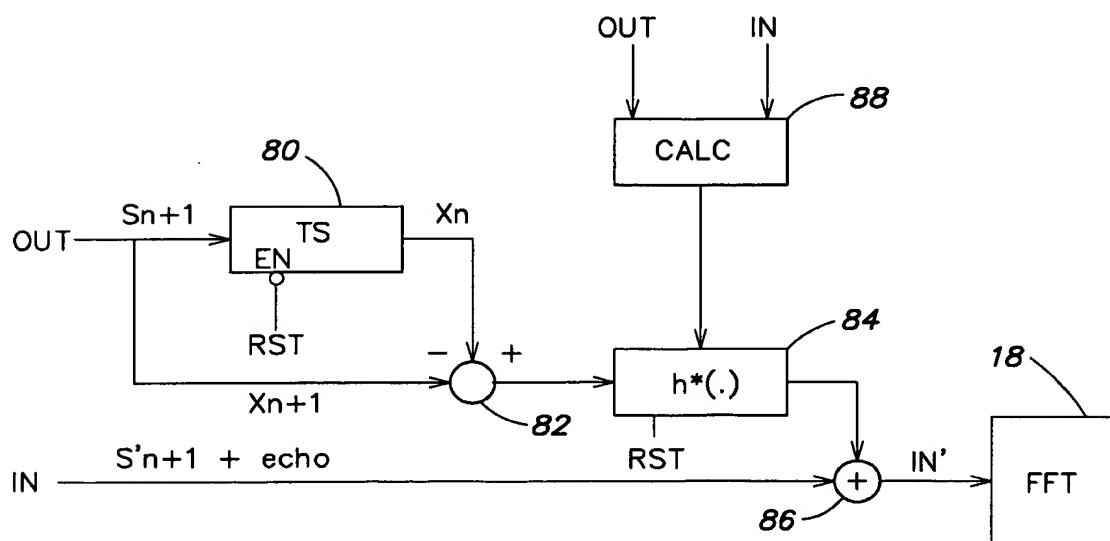 OUT IN
88
CALC
80
Sn+1 TS Xn
OUT
EN
RST
84
- +
h*(.)
18
Xn+1
82
S'n+1 + echo
RST
IN
+
IN'
FFT
86